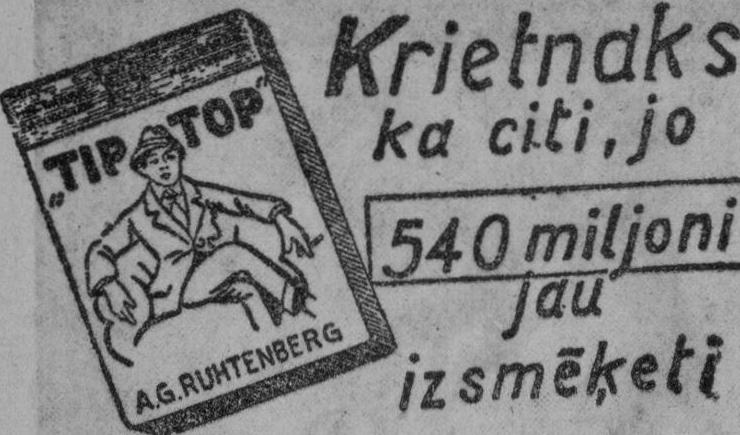 „TIP TOP"
A.G. RUHTENBERG
Krietnaks
ka citi, jo
540 miljoni
jau
izsmēķeti